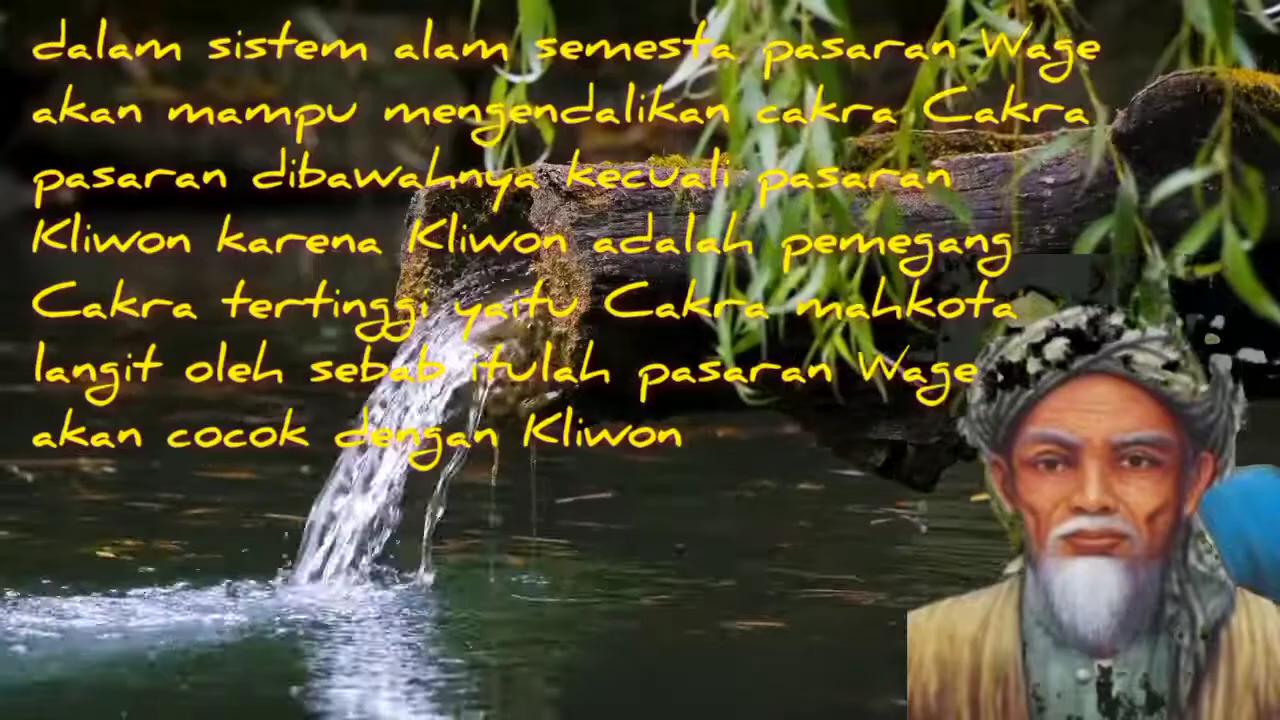 dalam sistem alam semesta pasaran Wage
akan mampu mengendalikan cakra Cakra
pasaran dibawahnya kecuali pasaran
Kliwon karena Kliwon adalah pemegang
Cakra tertinggi yaitu Cakra mahkota
langit oleh sebab itulah pasaran Wage
akan cocok dengan Kliwon